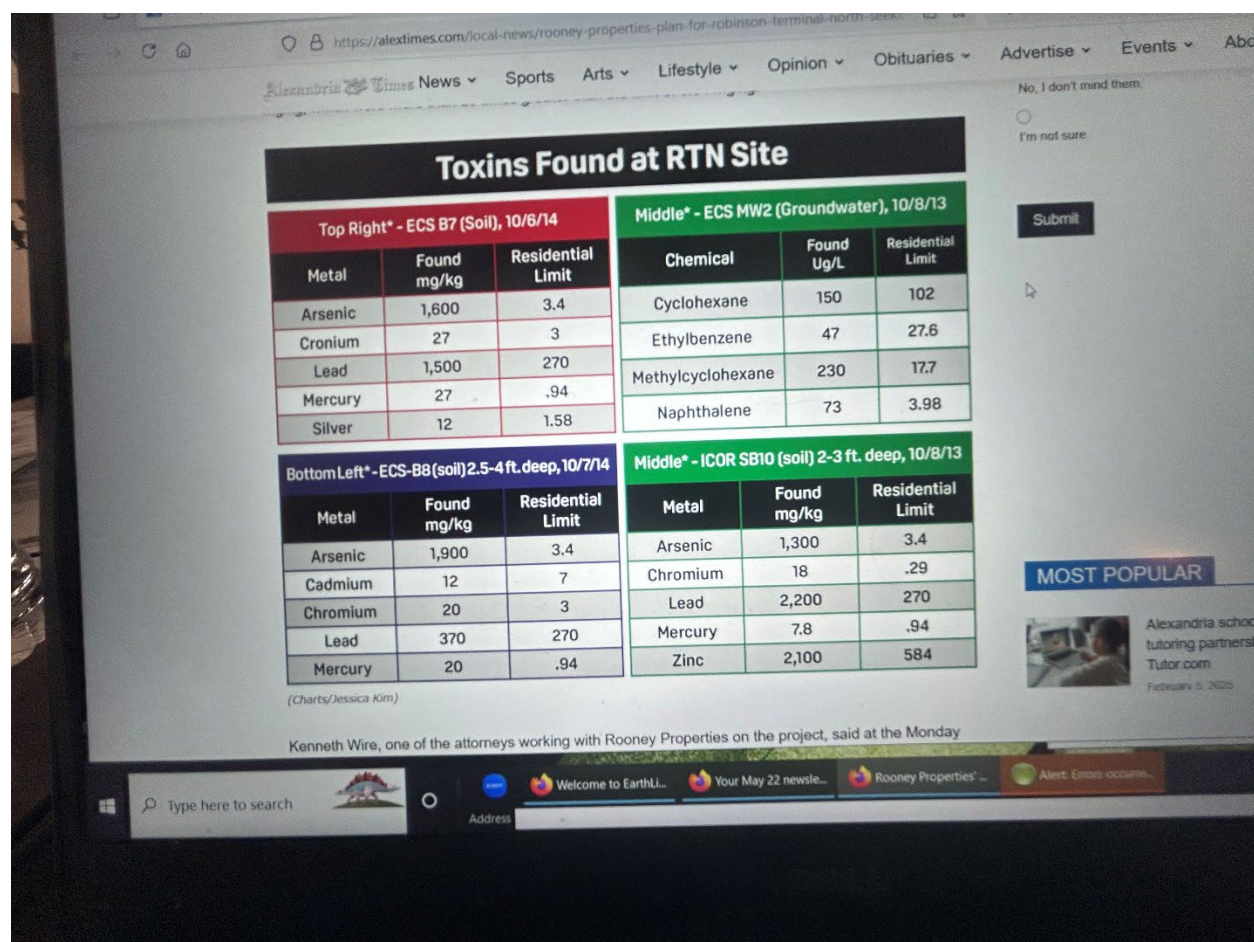 https://alextimes.com/local-news/rooney-properties-plan-for-robinson-terminal-north-seek
Alexandria Times News Sports Arts Lifestyle Opinion Obituaries Advertise Events Abo
No, I don't mind them.
I'm not sure.
Submit
Toxins Found at RTN Site
Top Right* - ECS B7 (Soil), 10/6/14
Metal Found mg/kg Residential Limit
Arsenic 1,600 3.4
Cronium 27 3
Lead 1,500 270
Mercury 27 .94
Silver 12 1.58
Middle* - ECS MW2 (Groundwater), 10/8/13
Chemical Found Ug/L Residential Limit
Cyclohexane 150 102
Ethylbenzene 47 27.6
Methylcyclohexane 230 17.7
Naphthalene 73 3.98
Bottom Left* - ECS-B8 (soil) 2.5-4 ft. deep, 10/7/14
Metal Found mg/kg Residential Limit
Arsenic 1,900 3.4
Cadmium 12 7
Chromium 20 3
Lead 370 270
Mercury 20 .94
Middle* - ICOR SB10 (soil) 2-3 ft. deep, 10/8/13
Metal Found mg/kg Residential Limit
Arsenic 1,300 3.4
Chromium 18 .29
Lead 2,200 270
Mercury 7.8 .94
Zinc 2,100 584
(Charts/Jessica Kim)
Kenneth Wire, one of the attorneys working with Rooney Properties on the project, said at the Monday
MOST POPULAR
Alexandria schoo
tutoring partners
Tutor.com
February 5, 2025
Type here to search
Welcome to EarthLi...
Your May 22 newsle...
Rooney Properties' ...
Alert: Errors occurre...
Address